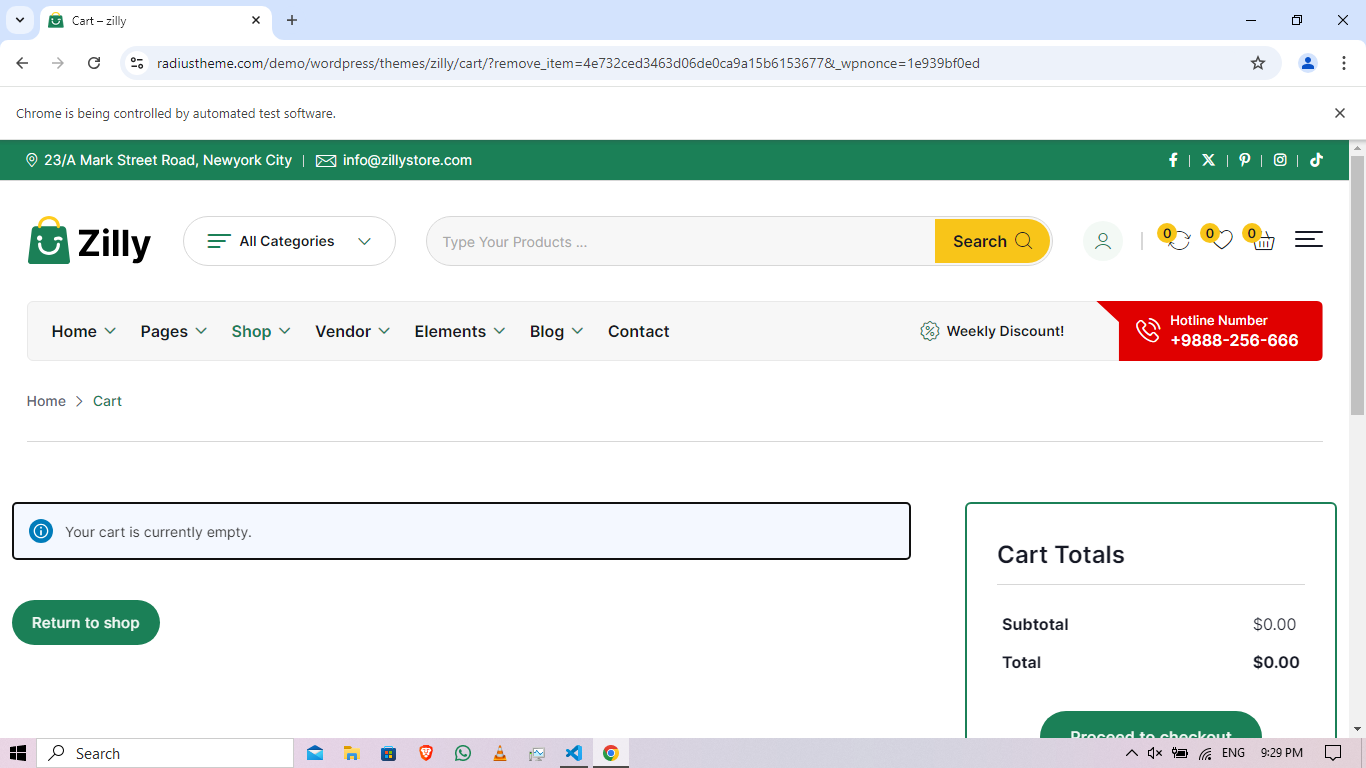 Cart – zilly
radiustheme.com/demo/wordpress/themes/zilly/cart/?remove_item=4e732ced3463d06de0ca9a15b6153677&_wpnonce=1e939bf0ed
Chrome is being controlled by automated test software.
23/A Mark Street Road, Newyork City | info@zillystore.com
Zilly
All Categories
Type Your Products ...
Search
0
0
0
Home
Pages
Shop
Vendor
Elements
Blog
Contact
Weekly Discount!
Hotline Number
+9888-256-666
Home
Cart
Your cart is currently empty.
Return to shop
Cart Totals
Subtotal $0.00
Total $0.00
Proceed to checkout
Search
ENG
9:29 PM